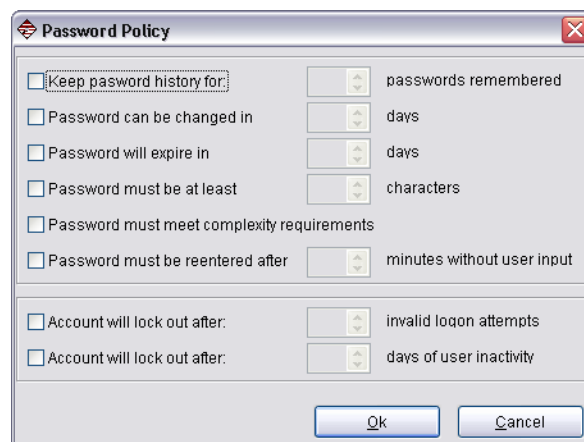 Password Policy
Keep pasword history for: passwords remembered
Password can be changed in days
Password will expire in days
Password must be at least characters
Password must meet complexity requirements
Password must be reentered after minutes without user input
Account will lock out after: invalid logon attempts
Account will lock out after: days of user inactivity
Ok Cancel